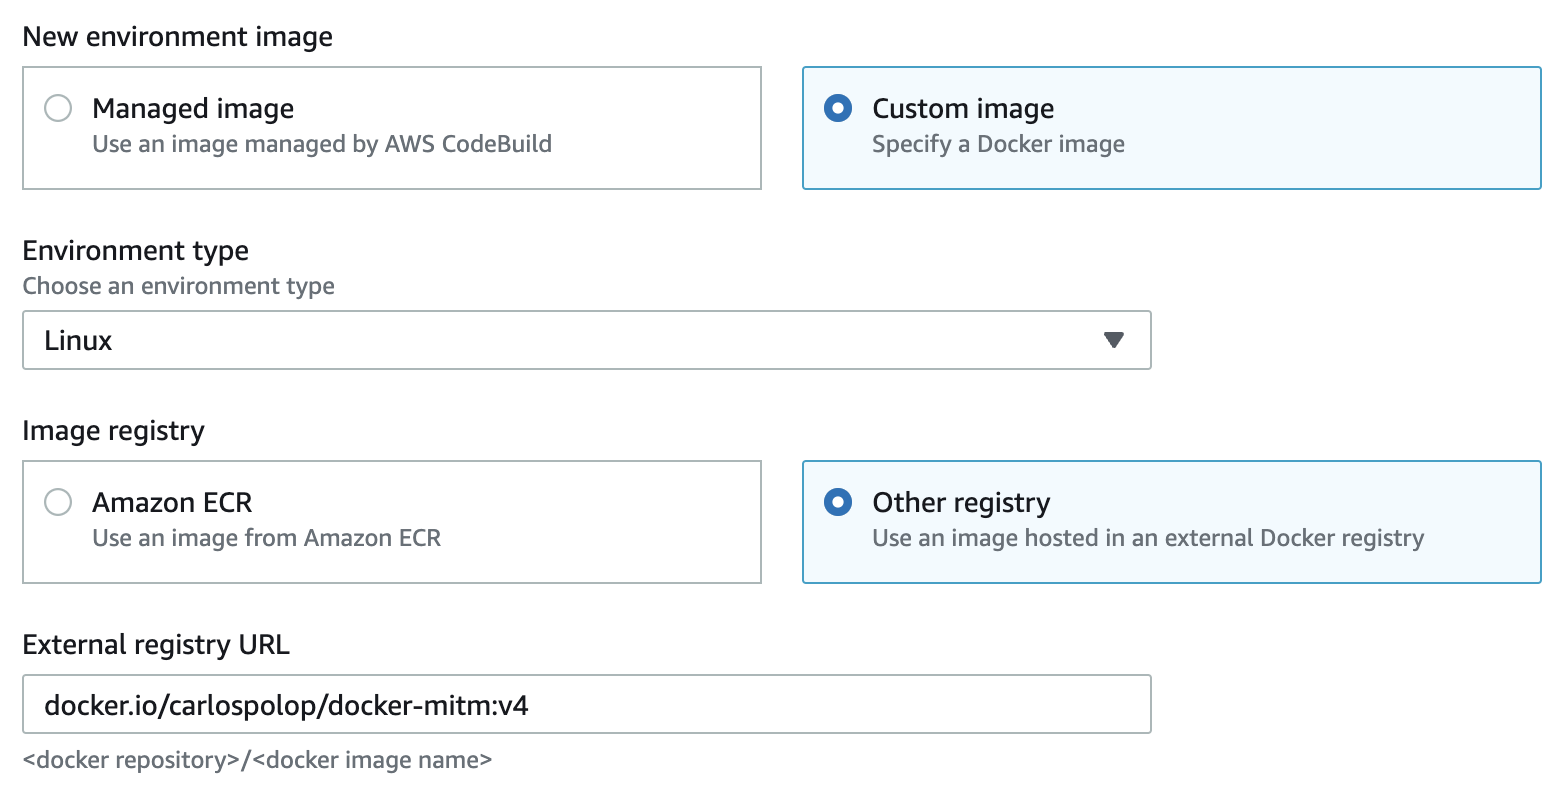 New environment image
Managed image
Use an image managed by AWS CodeBuild
Custom image
Specify a Docker image
Environment type
Choose an environment type
Linux
Image registry
Amazon ECR
Use an image from Amazon ECR
Other registry
Use an image hosted in an external Docker registry
External registry URL
docker.io/carlospolop/docker-mitm:v4
<docker repository>/<docker image name>